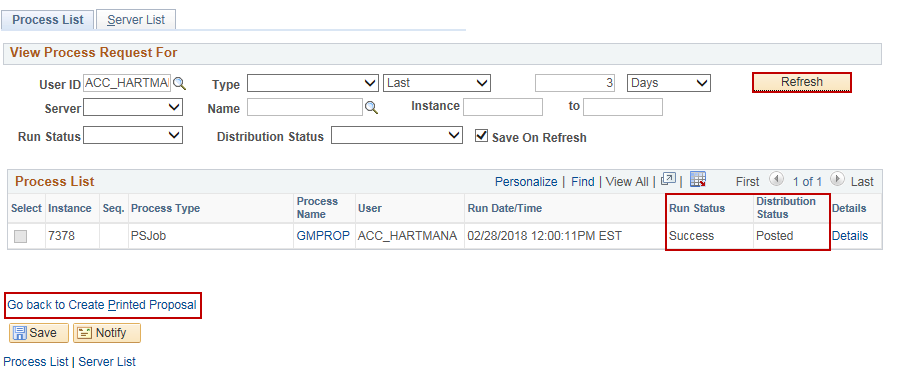 Process List Server List
View Process Request For
User ID ACC_HARTMAN Type Last 3 Days Refresh
Server Name Instance to
Run Status Distribution Status Save On Refresh
Process List Personalize | Find | View All | | First 1 of 1 Last
Select Instance Seq. Process Type Process Name User Run Date/Time Run Status Distribution Status Details
7378 PSJob GMPROP ACC_HARTMANA 02/28/2018 12:00:11PM EST Success Posted Details
Go back to Create Printed Proposal
Save Notify
Process List | Server List